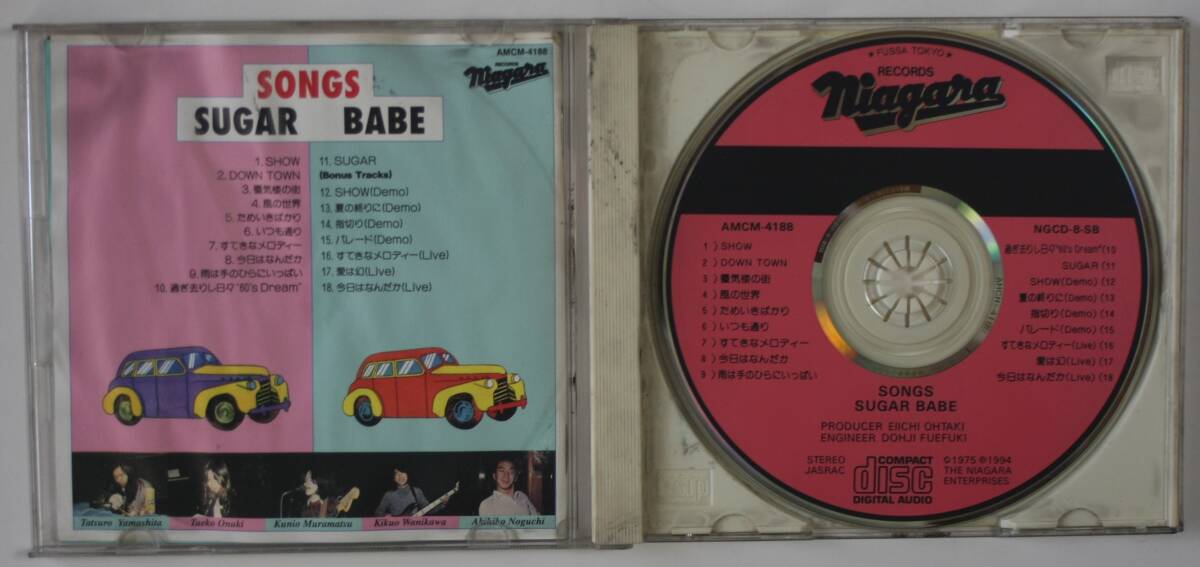 AMCM-4188
RECORDS
Niagara
SONGS
SUGAR BABE
1. SHOW
2. DOWN TOWN
3. 蜃気楼の街
4. 風の世界
5. ためいきばかり
6. いつも通り
7. すてきなメロディー
8. 今日はなんだか
9. 雨は手のひらにいっぱい
10. 過ぎ去りし日々"60's Dream"
11. SUGAR
(Bonus Tracks)
12. SHOW(Demo)
13. 夏の終りに(Demo)
14. 指切り(Demo)
15. パレード(Demo)
16. すてきなメロディー(Live)
17. 愛は幻(Live)
18. 今日はなんだか(Live)
Tatsuro Yamashita
Taeko Onuki
Kunio Muramatsu
Kikuo Wanikawa
Akihiko Noguchi
★ FUSSA TOKYO ★
RECORDS
Niagara
AMCM-4188
1 ) SHOW
2 ) DOWN TOWN
3 ) 蜃気楼の街
4 ) 風の世界
5 ) ためいきばかり
6 ) いつも通り
7 ) すてきなメロディー
8 ) 今日はなんだか
9 ) 雨は手のひらにいっぱい
NGCD-8-SB
過ぎ去りし日々"60's Dream" (10
SUGAR (11
SHOW(Demo) (12
夏の終りに(Demo) (13
指切り(Demo) (14
パレード(Demo) (15
すてきなメロディー(Live) (16
愛は幻(Live) (17
今日はなんだか(Live) (18
SONGS
SUGAR BABE
PRODUCER EIICHI OHTAKI
ENGINEER DOHJI FUEFUKI
STEREO
JASRAC
COMPACT
disc
DIGITAL AUDIO
©1975 ℗1994
THE NIAGARA
ENTERPRISES